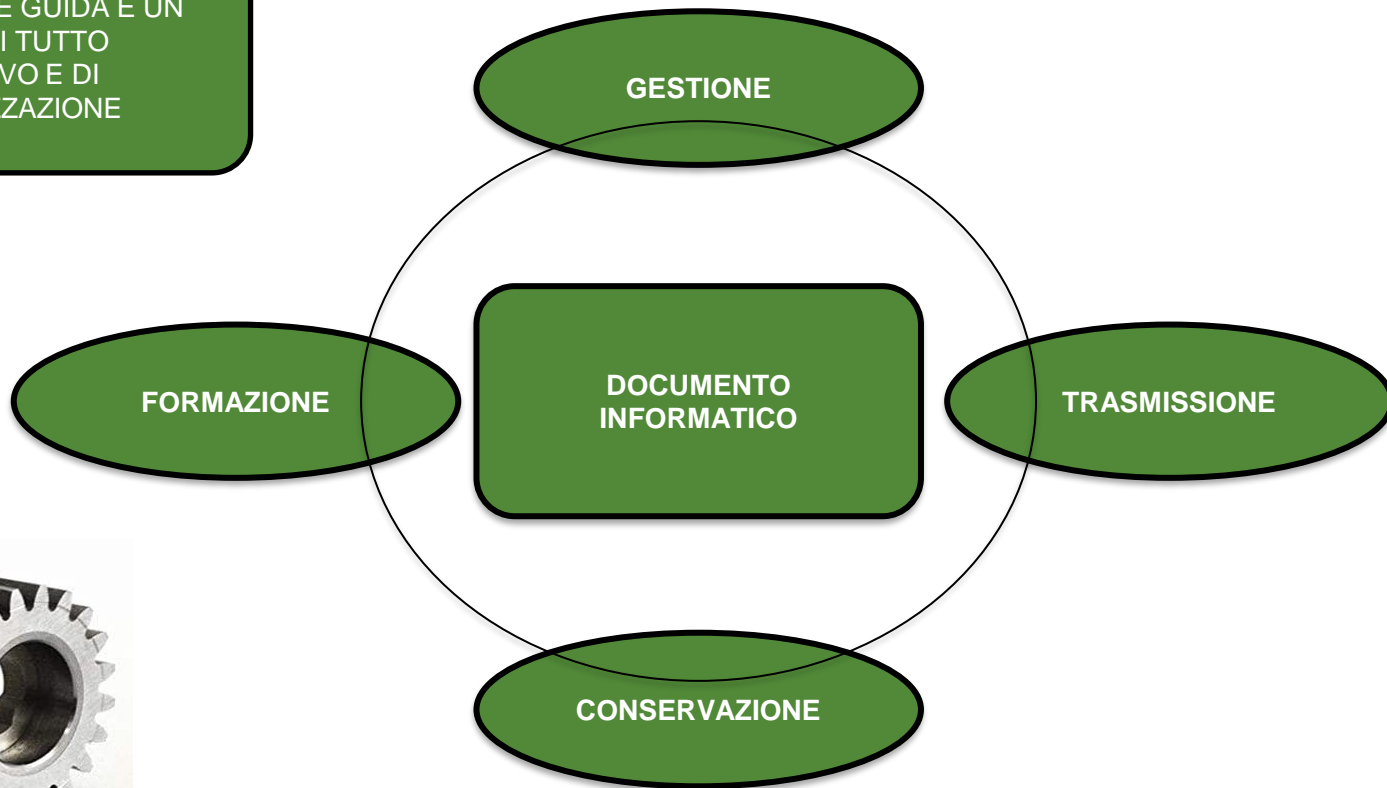 E GUIDA È UN
I TUTTO
VO E DI
ZAZIONE
GESTIONE
FORMAZIONE
DOCUMENTO
INFORMATICO
TRASMISSIONE
CONSERVAZIONE